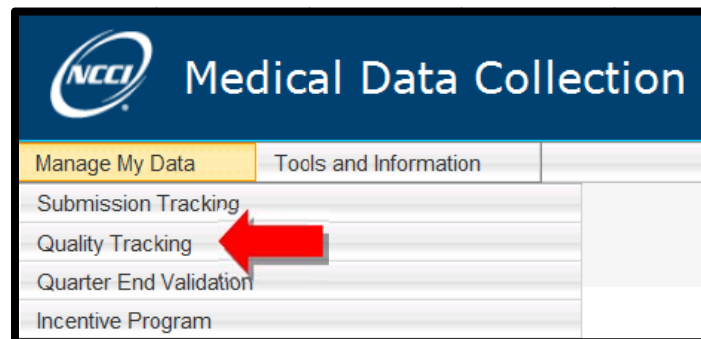 NCCI
Medical Data Collection
Manage My Data Tools and Information
Submission Tracking
Quality Tracking
Quarter End Validation
Incentive Program